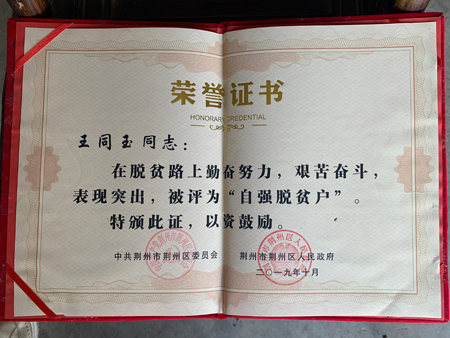 荣誉证书
HONORARY CREDENTIAL
王同玉同志：
在脱贫路上勤奋努力，艰苦奋斗，
表现突出，被评为“自强脱贫户”。
特颁此证，以资鼓励。
中共荆州市荆州区委员会 荆州市荆州区人民政府
二〇一九年十月